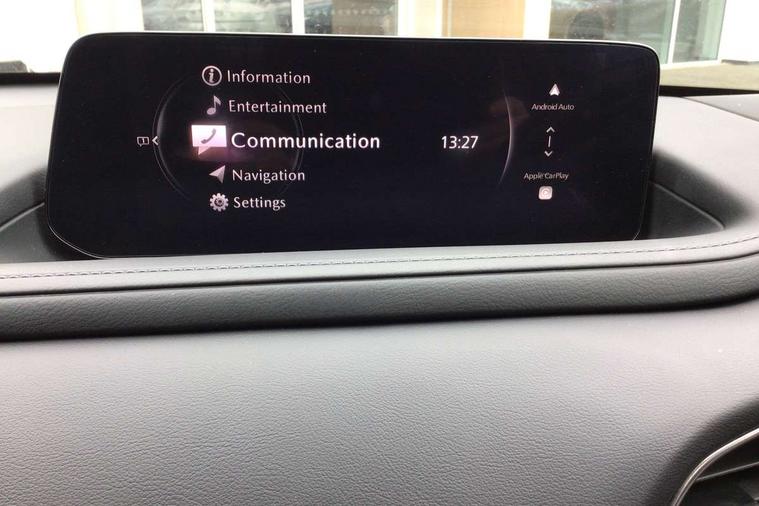 Information
Entertainment
Communication
13:27
Navigation
Settings
Android Auto
Apple CarPlay